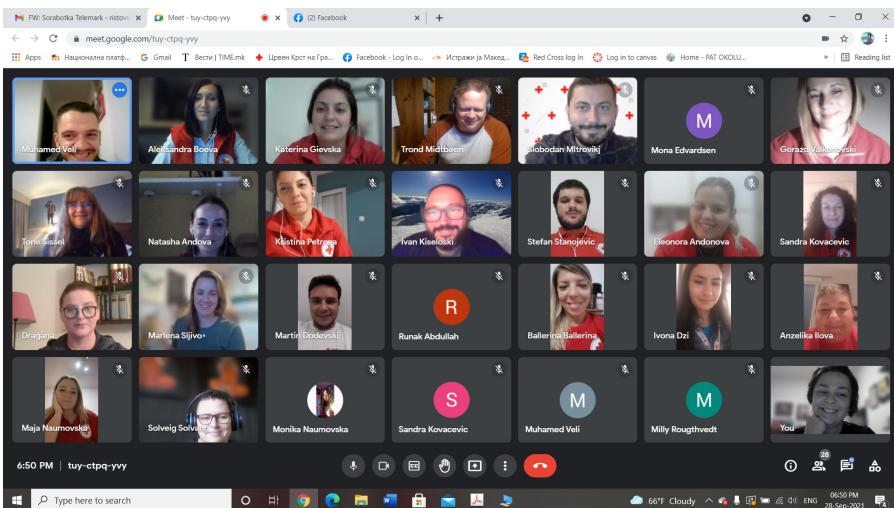 FW: Sorabotka Telemark - ristovs
Meet - tuy-ctpq-yvy
(2) Facebook
meet.google.com/tuy-ctpq-yvy
Apps
Национална платф...
Gmail
Вести | TIME.mk
Црвен Крст на Гра...
Facebook - Log In o...
Истражи ја Макед...
Red Cross log In
Log in to canvas
Home - PAT OKOLU...
»
Reading list
Muhamed Veli
Aleksandra Boeva
Katerina Gievska
Trond Midtbøen
Slobodan MItrovikj
M
Mona Edvardsen
Gorazd Valkanovski
Tone Sissel
Natasha Andova
Kristina Petrova
Ivan Kiseloski
Stefan Stanojevic
Eleonora Andonova
Sandra Kovacevic
Dragana
Marlena Sljivo
Martin Dodevski
R
Runak Abdullah
Ballerina Ballerina
Ivona Dzi
Anzelika Ilova
Maja Naumovska
Solveig Solvang
Monika Naumovska
S
Sandra Kovacevic
M
Muhamed Veli
M
Milly Rougthvedt
You
6:50 PM | tuy-ctpq-yvy
28
Type here to search
66°F Cloudy
ENG
06:50 PM
28-Sep-2021
4